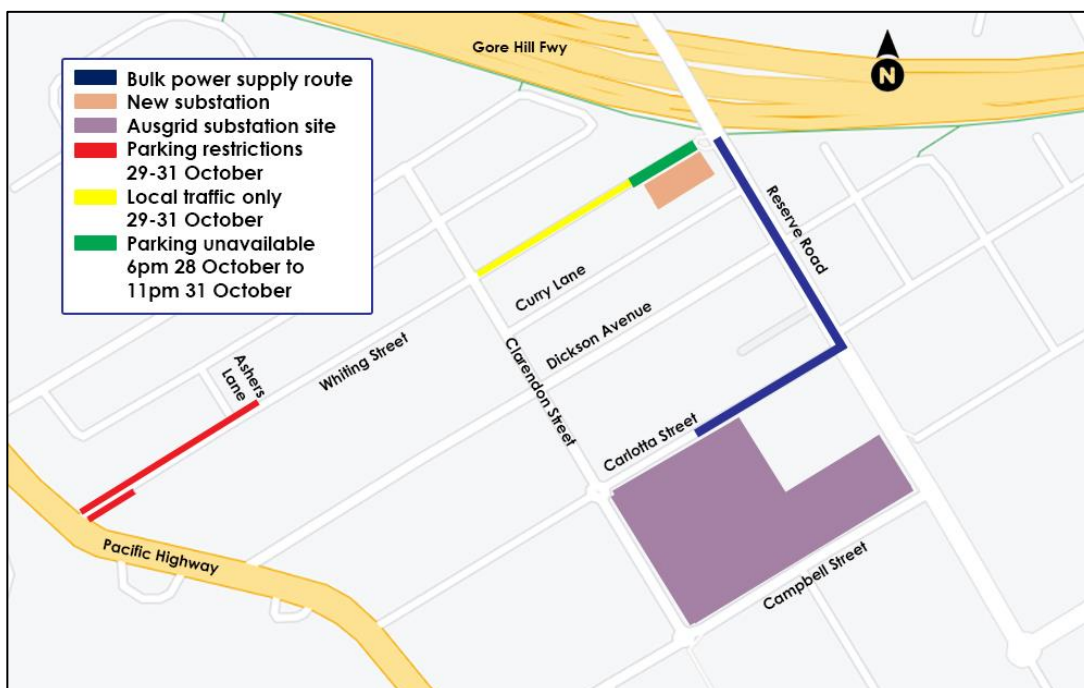 Gore Hill Fwy
N
Bulk power supply route
New substation
Ausgrid substation site
Parking restrictions
29-31 October
Local traffic only
29-31 October
Parking unavailable
6pm 28 October to
11pm 31 October
Reserve Road
Curry Lane
Dickson Avenue
Whiting Street
Ashers
Lane
Clarendon Street
Carlotta Street
Pacific Highway
Campbell Street